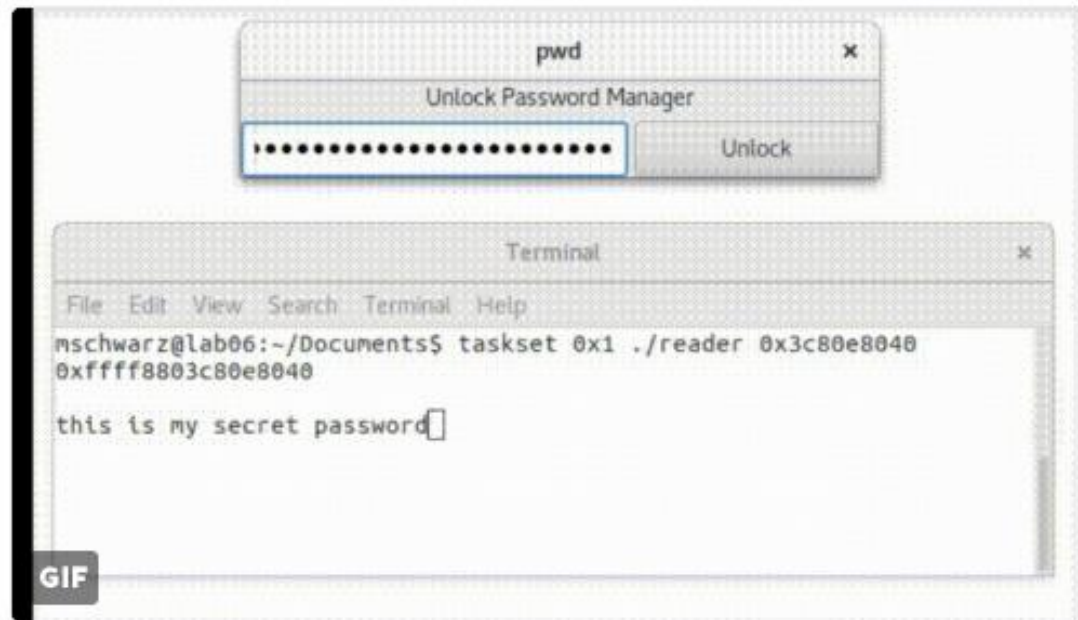 pwd ×
Unlock Password Manager
••••••••••••••••••••••• Unlock
Terminal ×
File Edit View Search Terminal Help
mschwarz@lab06:~/Documents$ taskset 0x1 ./reader 0x3c80e8040
0xffff8803c80e8040
this is my secret password
GIF